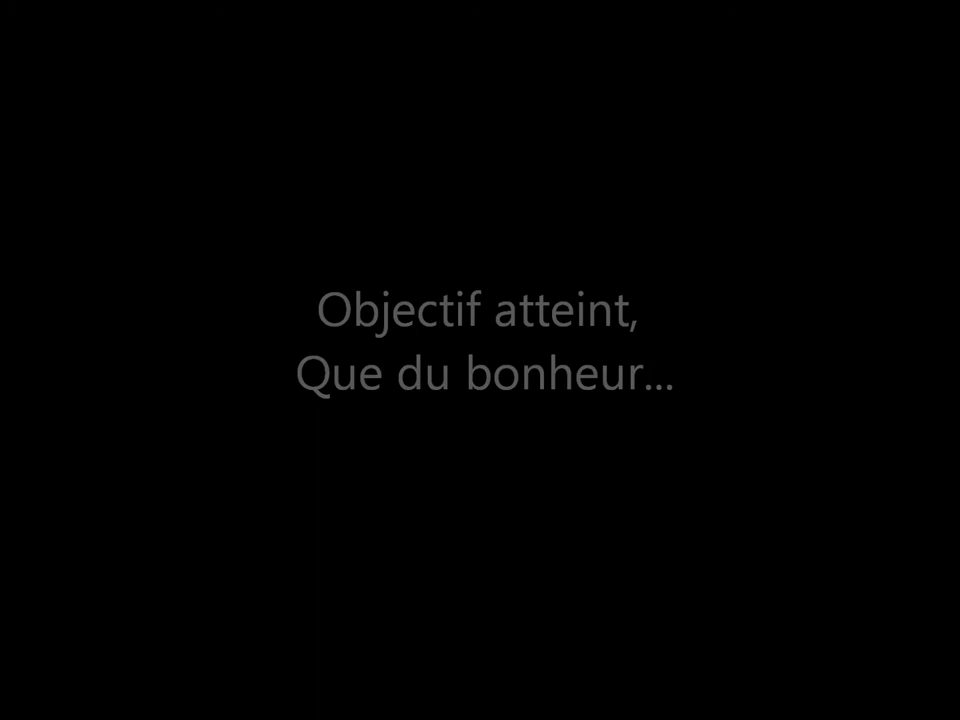 Objectif atteint,
Que du bonheur...